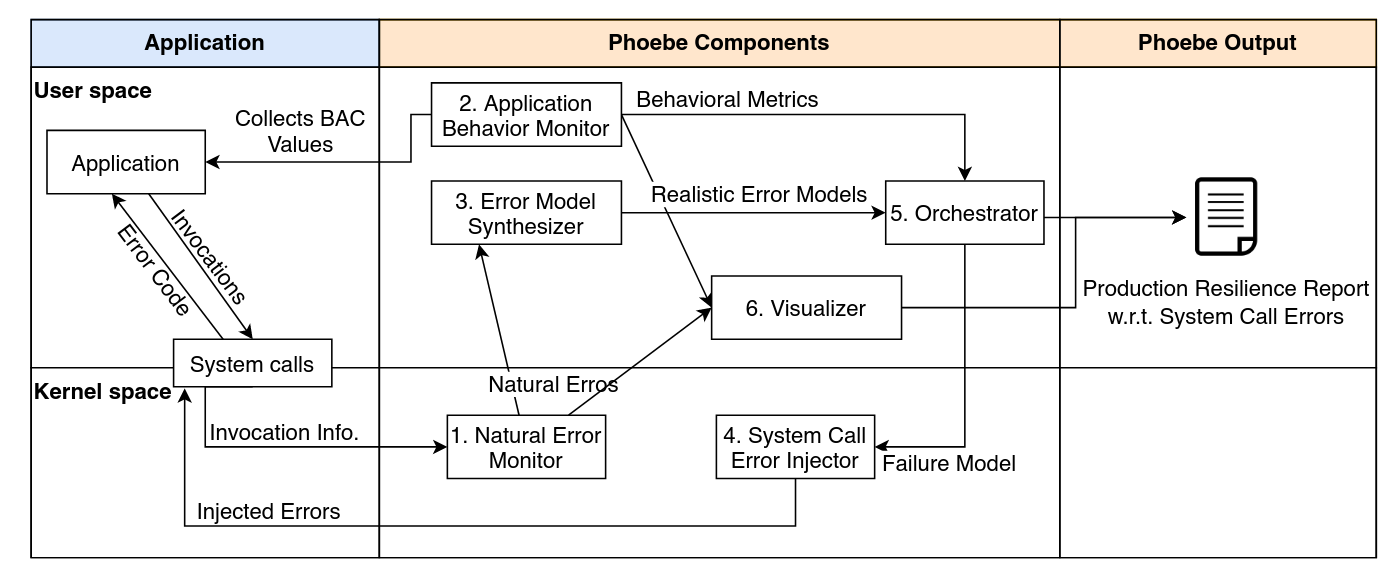 Application
Phoebe Components
Phoebe Output
User space
Collects BAC
Values
2. Application
Behavior Monitor
Behavioral Metrics
Application
3. Error Model
Synthesizer
Realistic Error Models
5. Orchestrator
Invocations
Error Code
6. Visualizer
Production Resilience Report
w.r.t. System Call Errors
System calls
Kernel space
Natural Erros
Invocation Info.
1. Natural Error
Monitor
4. System Call
Error Injector
Failure Model
Injected Errors